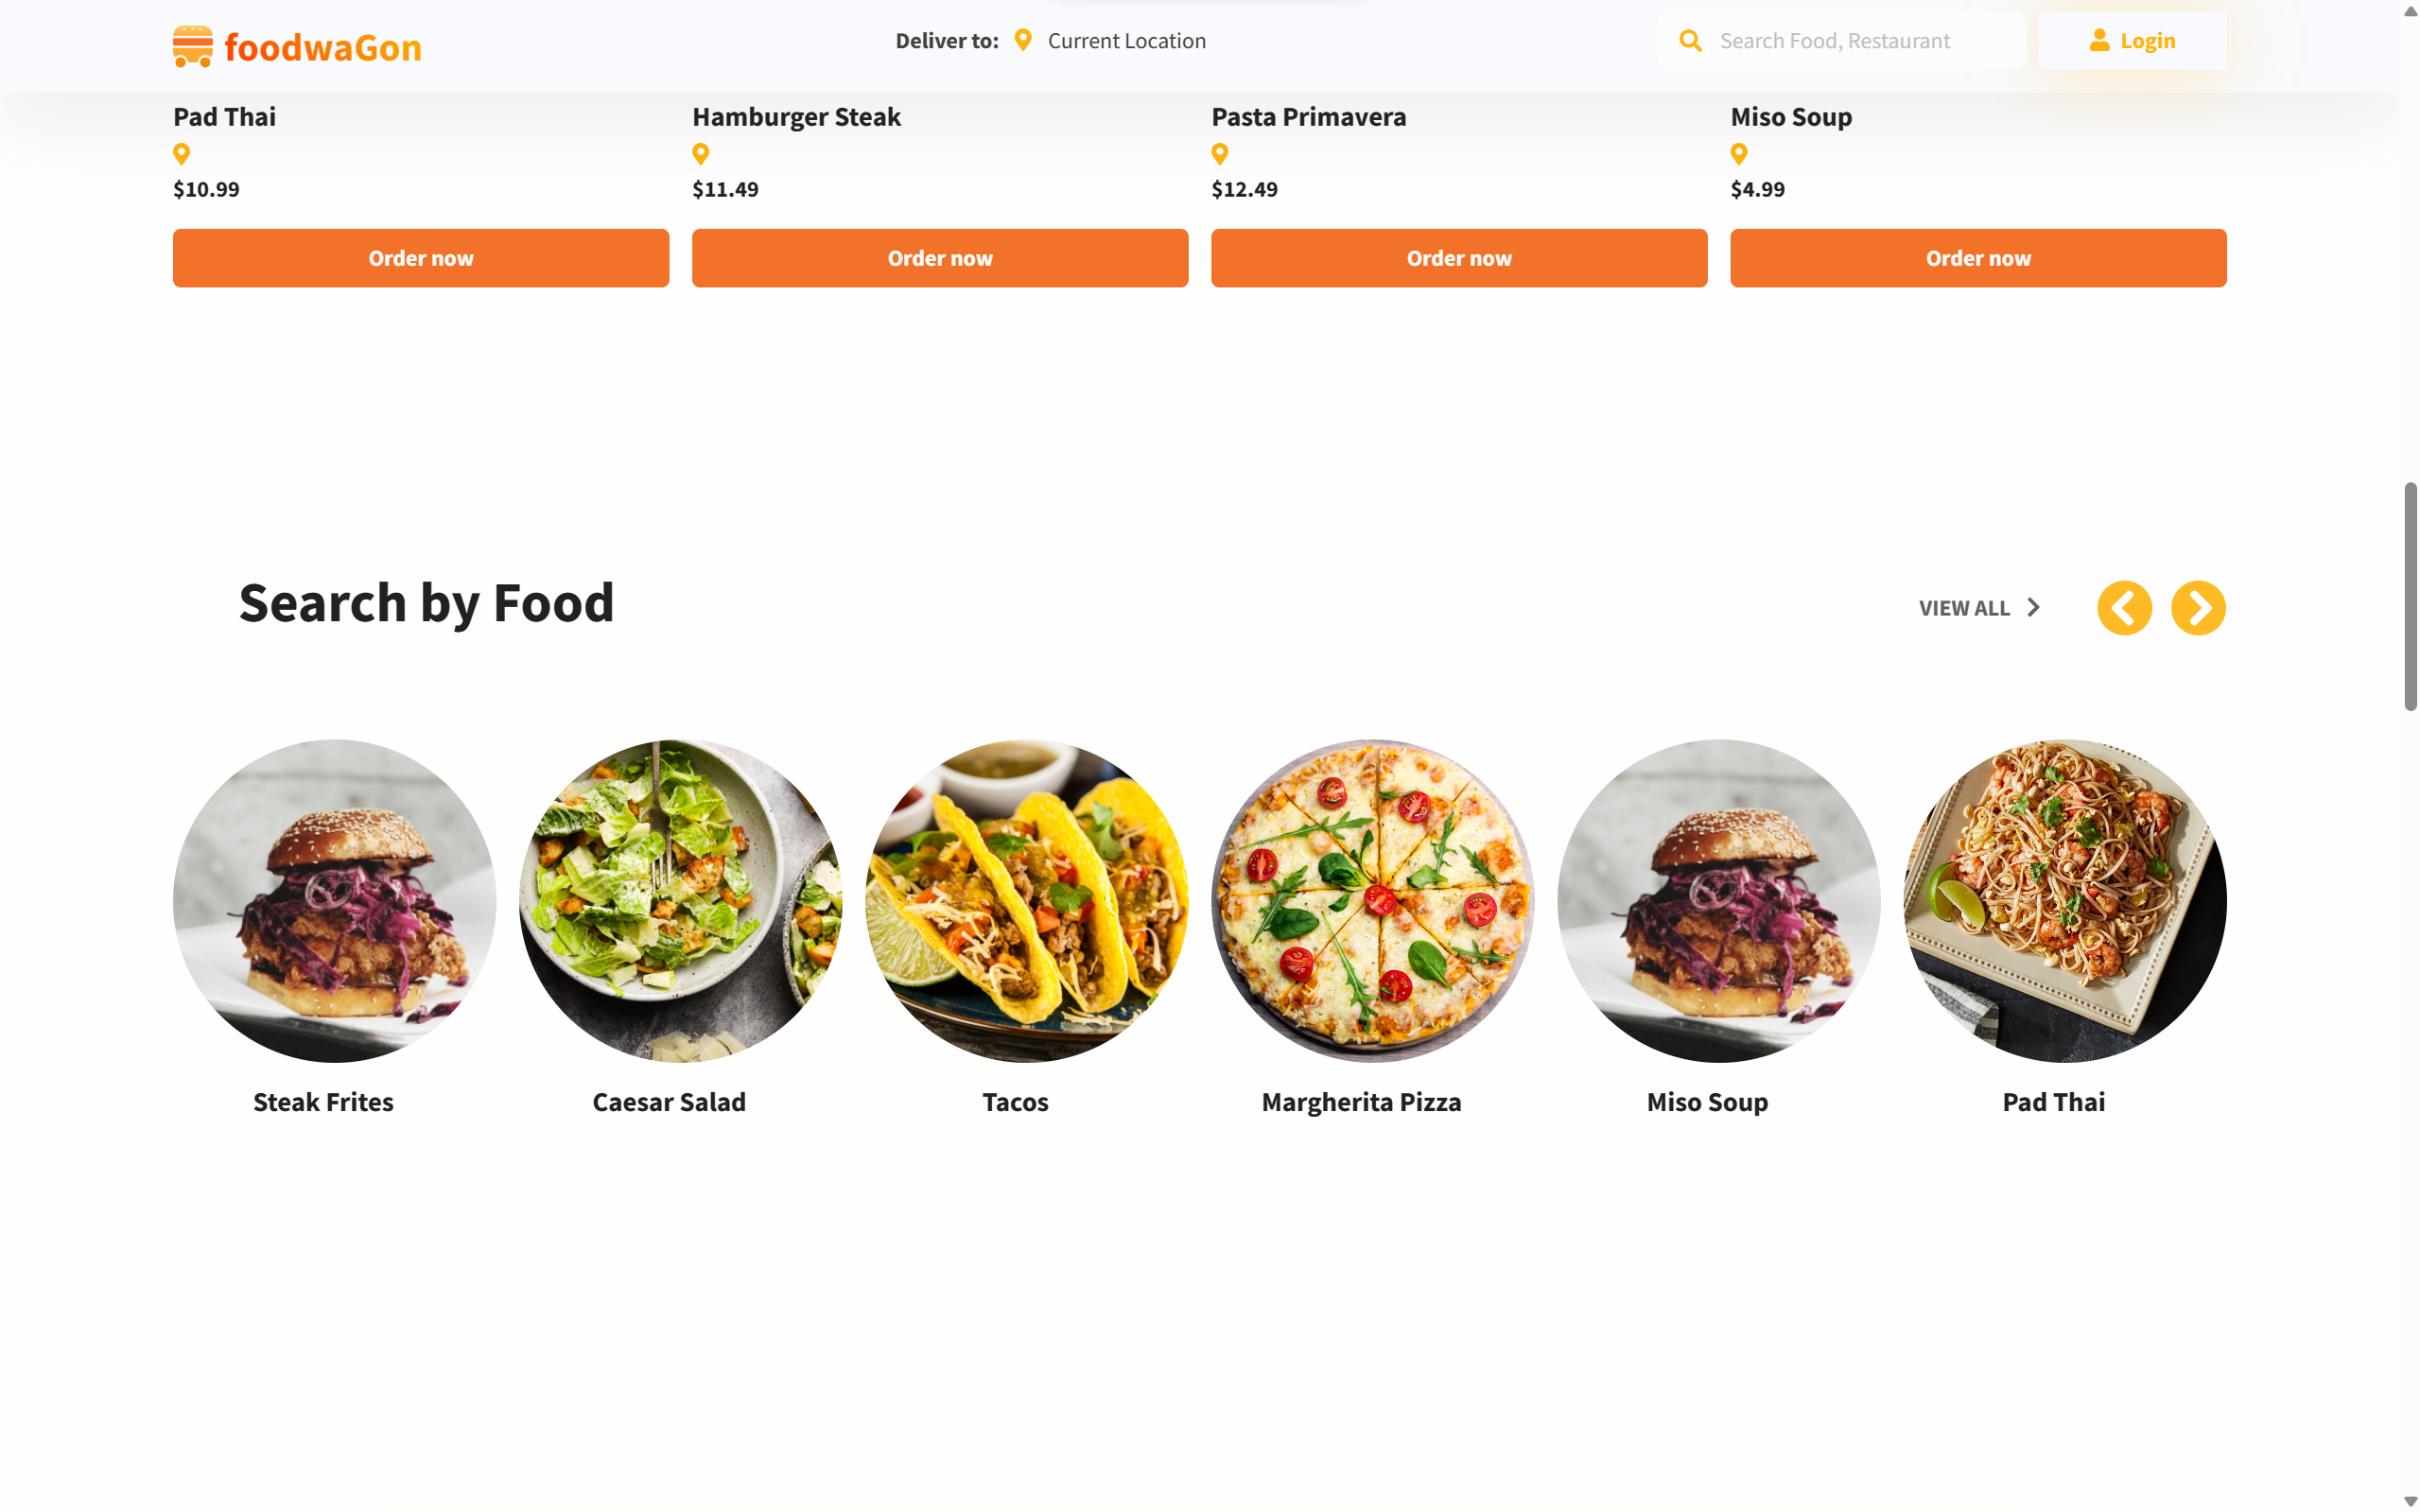 foodwaGon
Deliver to: Current Location
Search Food, Restaurant
Login
Pad Thai
$10.99
Order now
Hamburger Steak
$11.49
Order now
Pasta Primavera
$12.49
Order now
Miso Soup
$4.99
Order now
Search by Food
VIEW ALL
Steak Frites
Caesar Salad
Tacos
Margherita Pizza
Miso Soup
Pad Thai